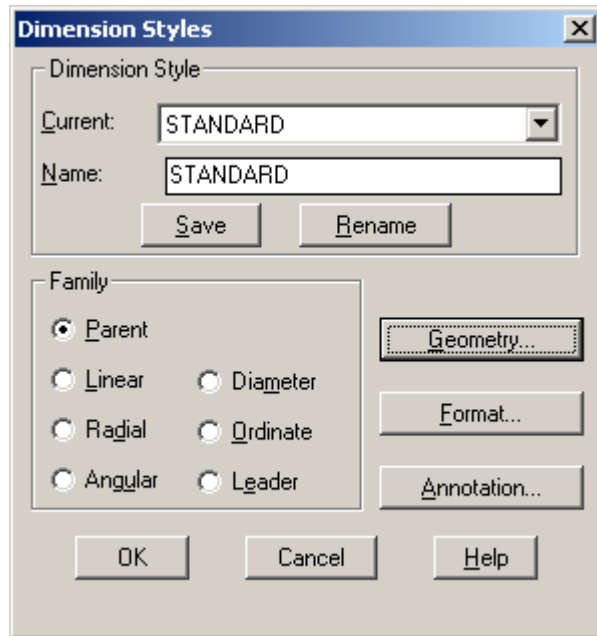 Dimension Styles
Dimension Style
Current: STANDARD
Name: STANDARD
Save Rename
Family
Parent
Linear Diameter
Radial Ordinate
Angular Leader
Geometry...
Format...
Annotation...
OK Cancel Help